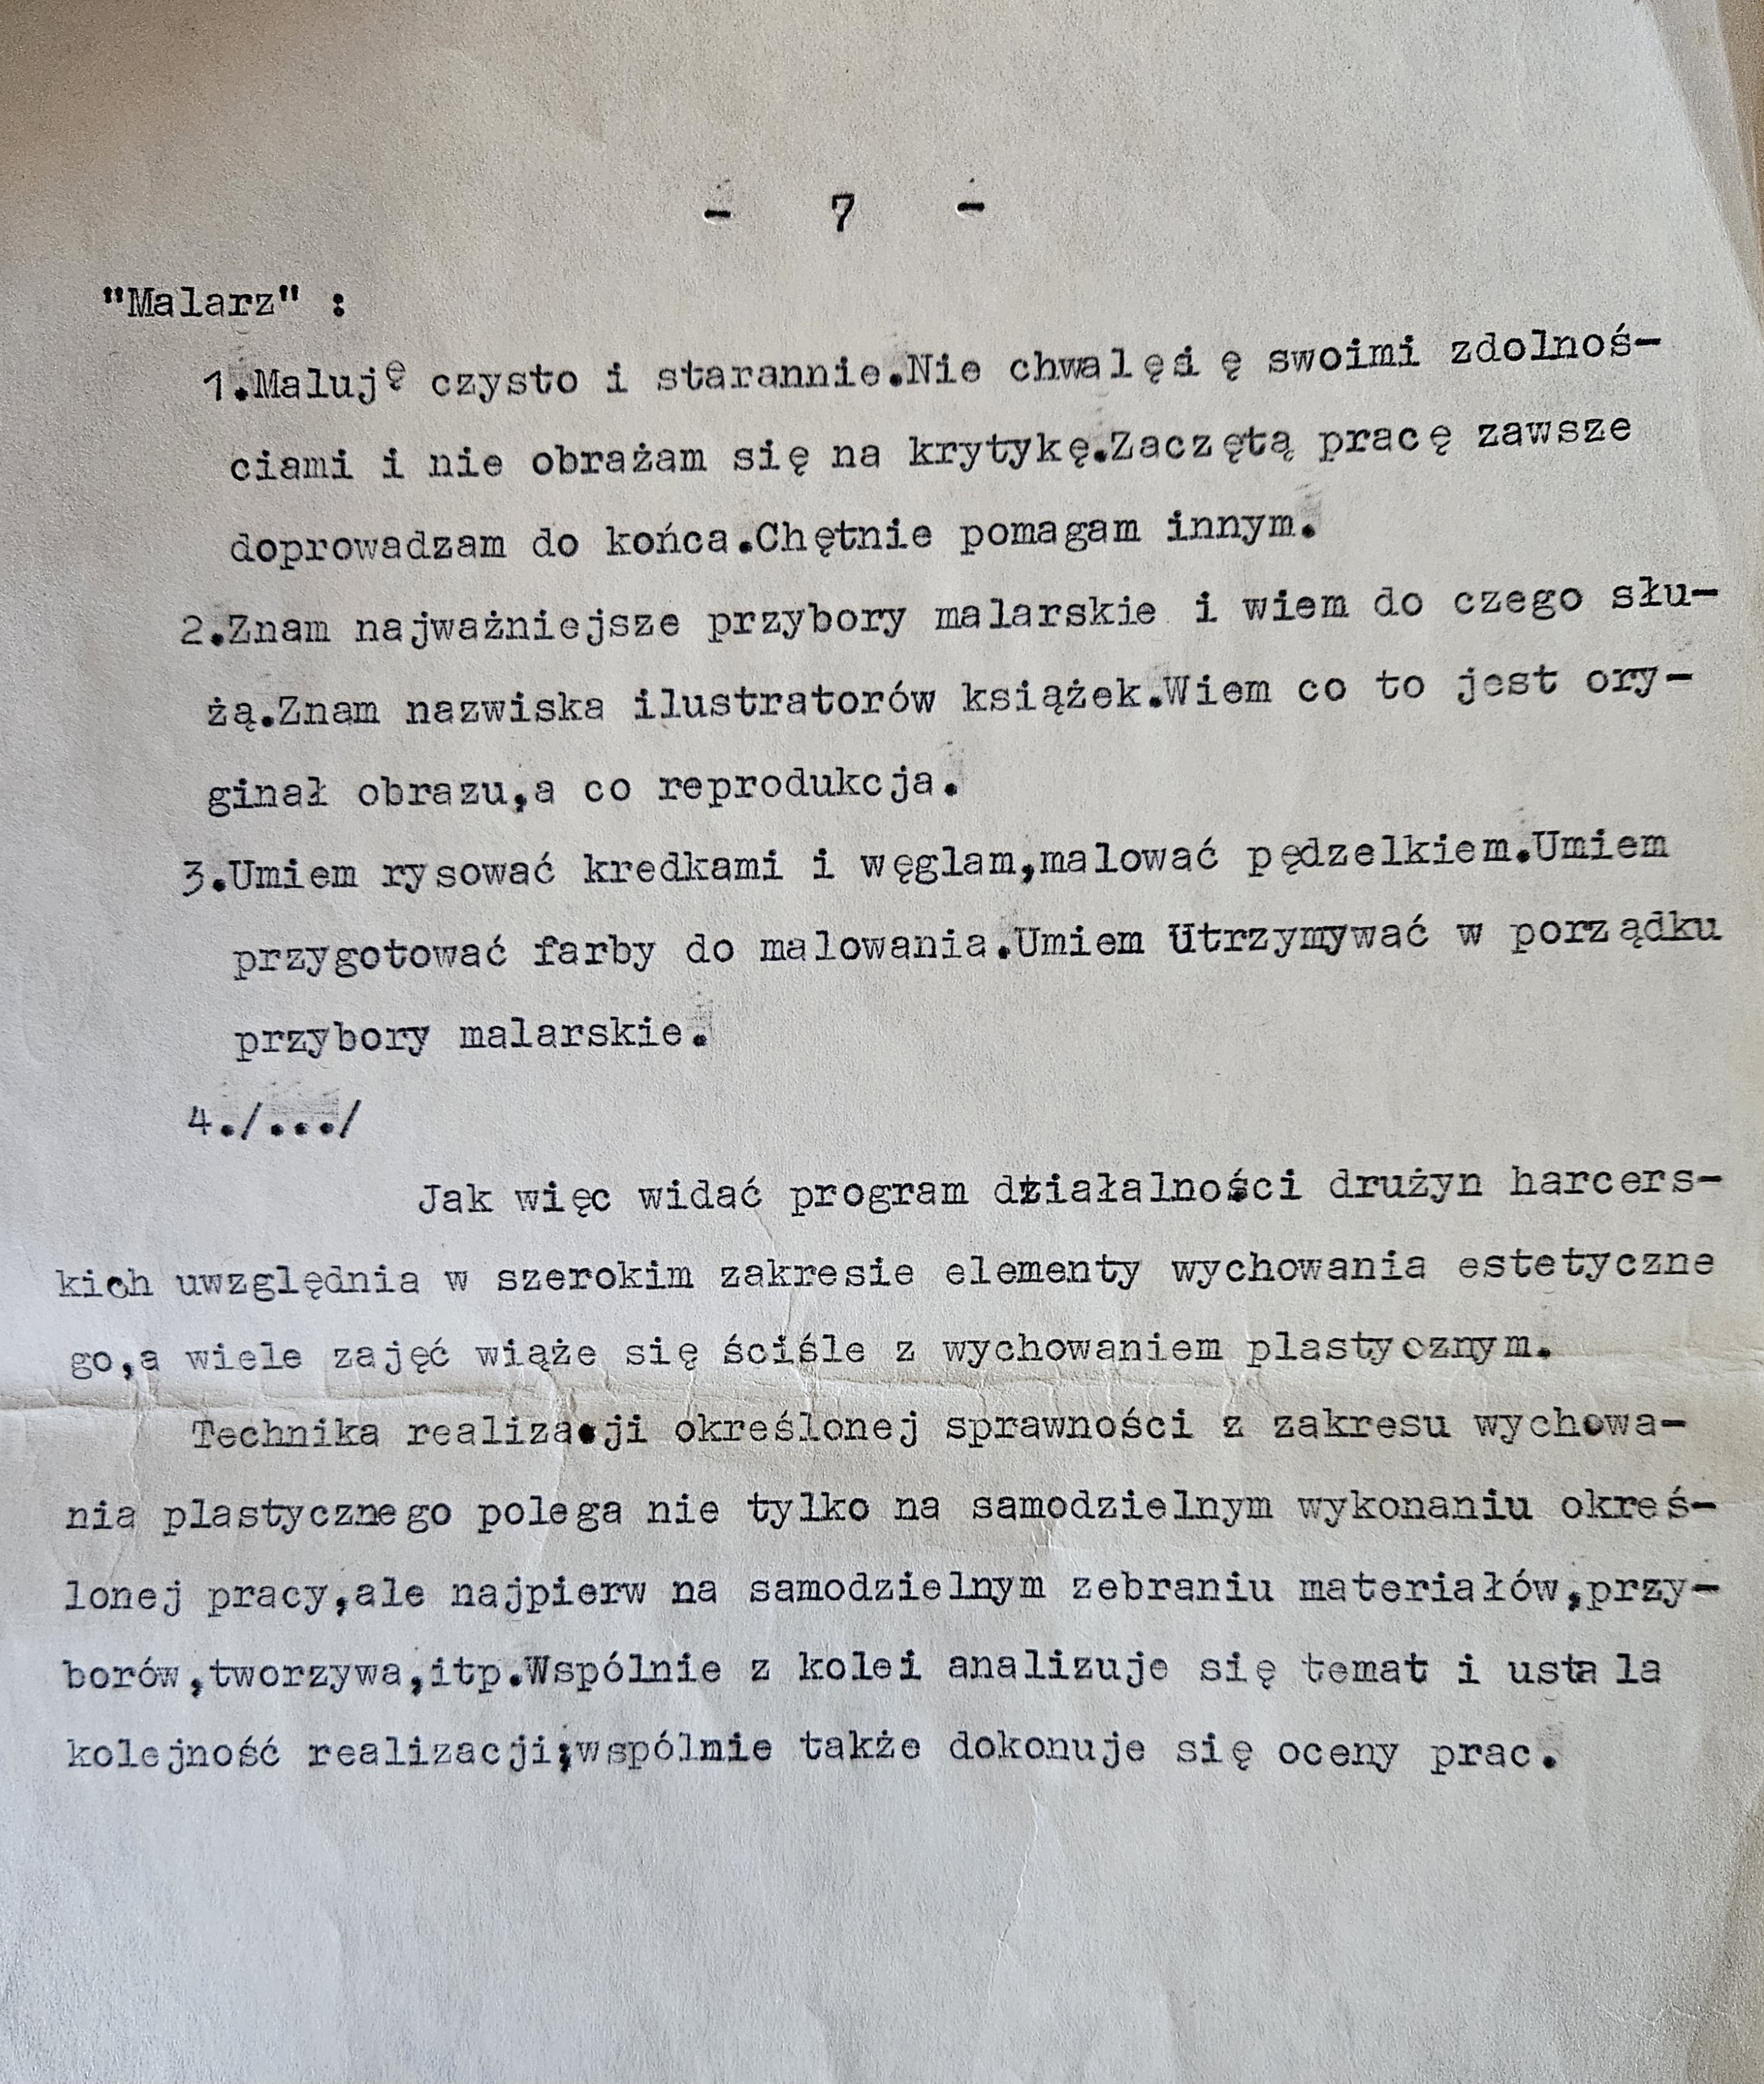 - 7 -
"Malarz" :
1.Maluję czysto i starannie.Nie chwalęsi ę swoimi zdolnoś-
ciami i nie obrażam się na krytykę.Zaczętą pracę zawsze
doprowadzam do końca.Chętnie pomagam innym.
2.Znam najważniejsze przybory malarskie i wiem do czego słu-
żą.Znam nazwiska ilustratorów książek.Wiem co to jest ory-
ginał obrazu,a co reprodukcja.
3.Umiem rysować kredkami i węglam,malować pędzelkiem.Umiem
przygotować farby do malowania.Umiem Utrzymywać w porządku
przybory malarskie.
4./.../
Jak więc widać program działalności drużyn harcers-
kich uwzględnia w szerokim zakresie elementy wychowania estetyczne
go,a wiele zajęć wiąże się ściśle z wychowaniem plastycznym.
Technika realizacji określonej sprawności z zakresu wychowa-
nia plastycznego polega nie tylko na samodzielnym wykonaniu okreś-
lonej pracy,ale najpierw na samodzielnym zebraniu materiałów,przy-
borów,tworzywa,itp.Wspólnie z kolei analizuje się temat i ustala
kolejność realizacji;wspólnie także dokonuje się oceny prac.